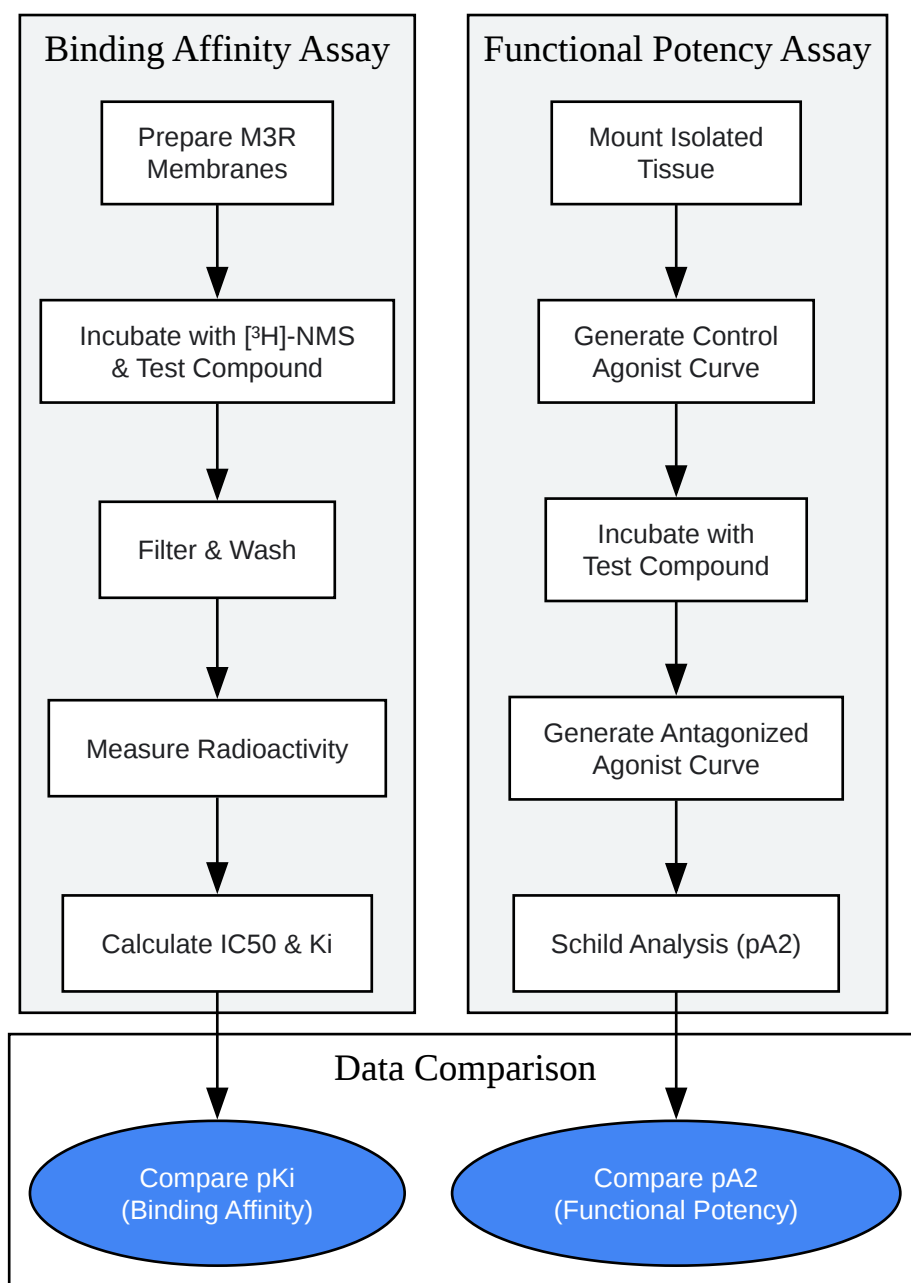 Binding Affinity Assay
Prepare M3R
Membranes
Incubate with [³H]-NMS
& Test Compound
Filter & Wash
Measure Radioactivity
Calculate IC50 & Ki
Functional Potency Assay
Mount Isolated
Tissue
Generate Control
Agonist Curve
Incubate with
Test Compound
Generate Antagonized
Agonist Curve
Schild Analysis (pA2)
Data Comparison
Compare pKi
(Binding Affinity)
Compare pA2
(Functional Potency)